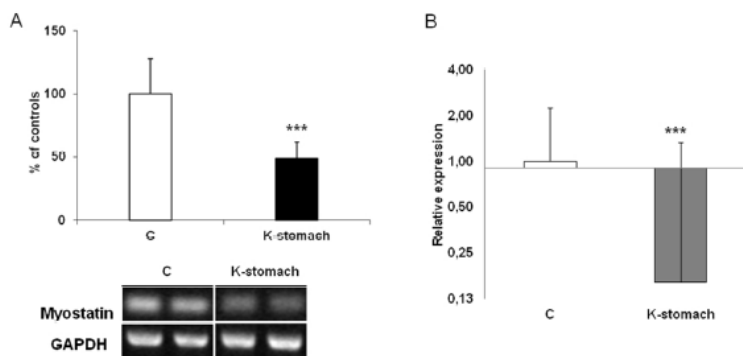 A
150
100
50
0
% of controls
***
C
K-stomach
C
K-stomach
Myostatin
GAPDH
B
4,00
2,00
1,00
0,50
0,25
0,13
Relative expression
***
C
K-stomach